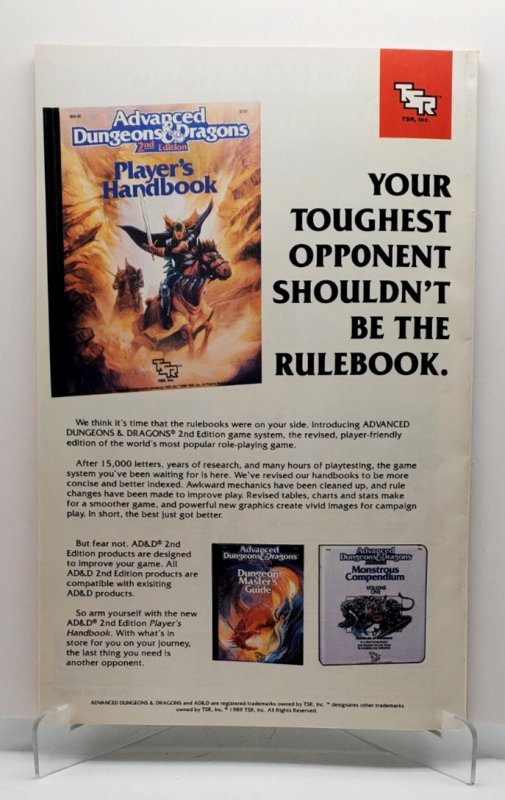 TSR
TSR, Inc.
Advanced
Dungeons & Dragons
2nd Edition
Player's
Handbook
TSR
TSR, Inc.
YOUR
TOUGHEST
OPPONENT
SHOULDN'T
BE THE
RULEBOOK.
We think it's time that the rulebooks were on your side. Introducing ADVANCED
DUNGEONS & DRAGONS® 2nd Edition game system, the revised, player-friendly
edition of the world's most popular role-playing game.
After 15,000 letters, years of research, and many hours of playtesting, the game
system you've been waiting for is here. We've revised our handbooks to be more
concise and better indexed. Awkward mechanics have been cleaned up, and rule
changes have been made to improve play. Revised tables, charts and stats make
for a smoother game, and powerful new graphics create vivid images for campaign
play. In short, the best just got better.
But fear not. AD&D® 2nd
Edition products are designed
to improve your game. All
AD&D 2nd Edition products are
compatible with exisiting
AD&D products.
So arm yourself with the new
AD&D® 2nd Edition Player's
Handbook. With what's in
store for you on your journey,
the last thing you need is
another opponent.
Advanced
Dungeons & Dragons
Dungeon
Master's
Guide
Advanced
Dungeons & Dragons
Monstrous
Compendium
VOLUME
ONE
TSR
ADVANCED DUNGEONS & DRAGONS and AD&D are registered trademarks owned by TSR, Inc. ™ designates other trademarks
owned by TSR, Inc. © 1989 TSR, Inc. All Rights Reserved.